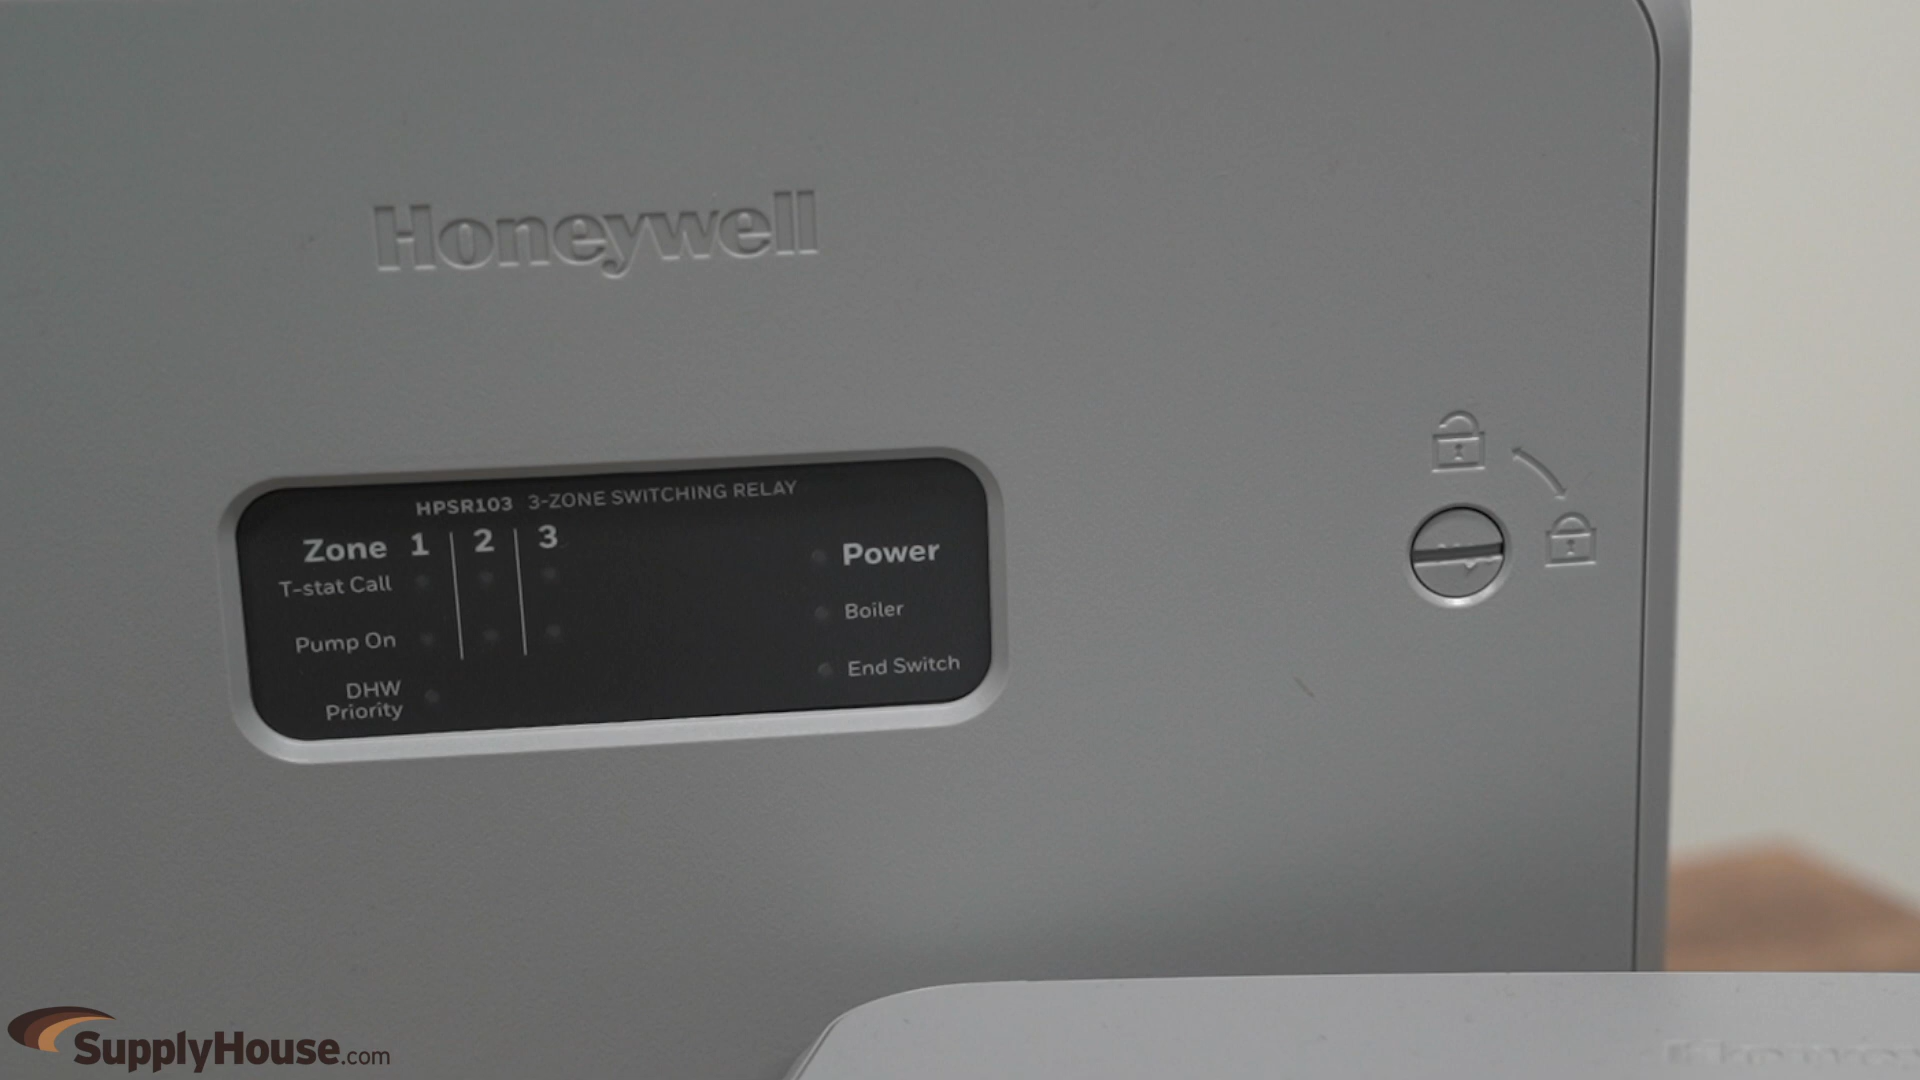 Honeywell
HPSR103 3-ZONE SWITCHING RELAY
Zone 1 2 3
T-stat Call
Pump On
DHW
Priority
Power
Boiler
End Switch
SupplyHouse.com